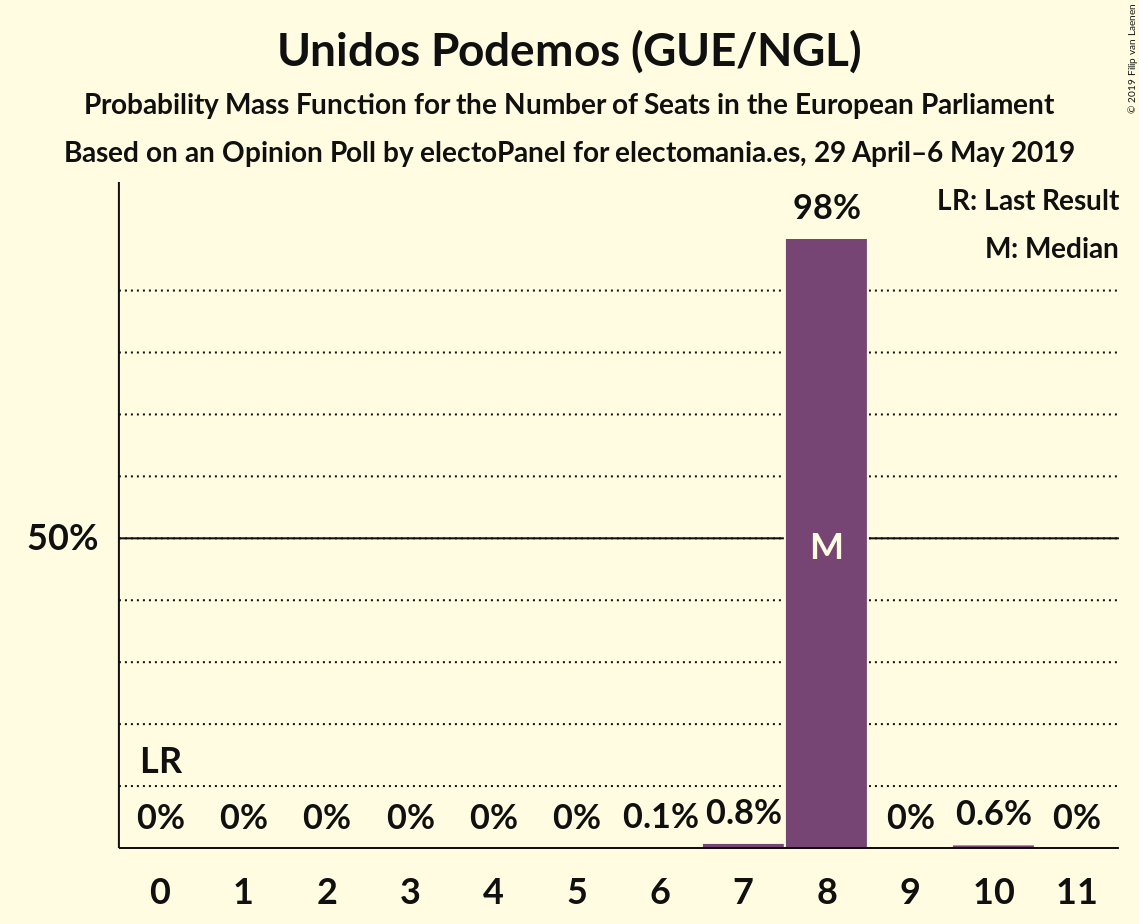 Unidos Podemos (GUE/NGL)
Probability Mass Function for the Number of Seats in the European Parliament
Based on an Opinion Poll by electoPanel for electomania.es, 29 April–6 May 2019
© 2019 Filip van Laenen
LR: Last Result
M: Median
98%
50%
M
LR
0% 0% 0% 0% 0% 0% 0.1% 0.8% 0% 0.6% 0%
0 1 2 3 4 5 6 7 8 9 10 11